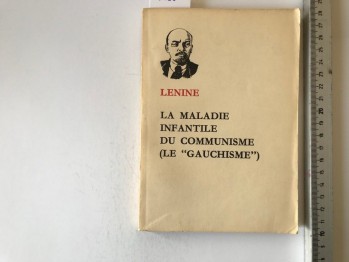 LENINE
LA MALADIE
INFANTILE
DU COMMUNISME
(LE "GAUCHISME")